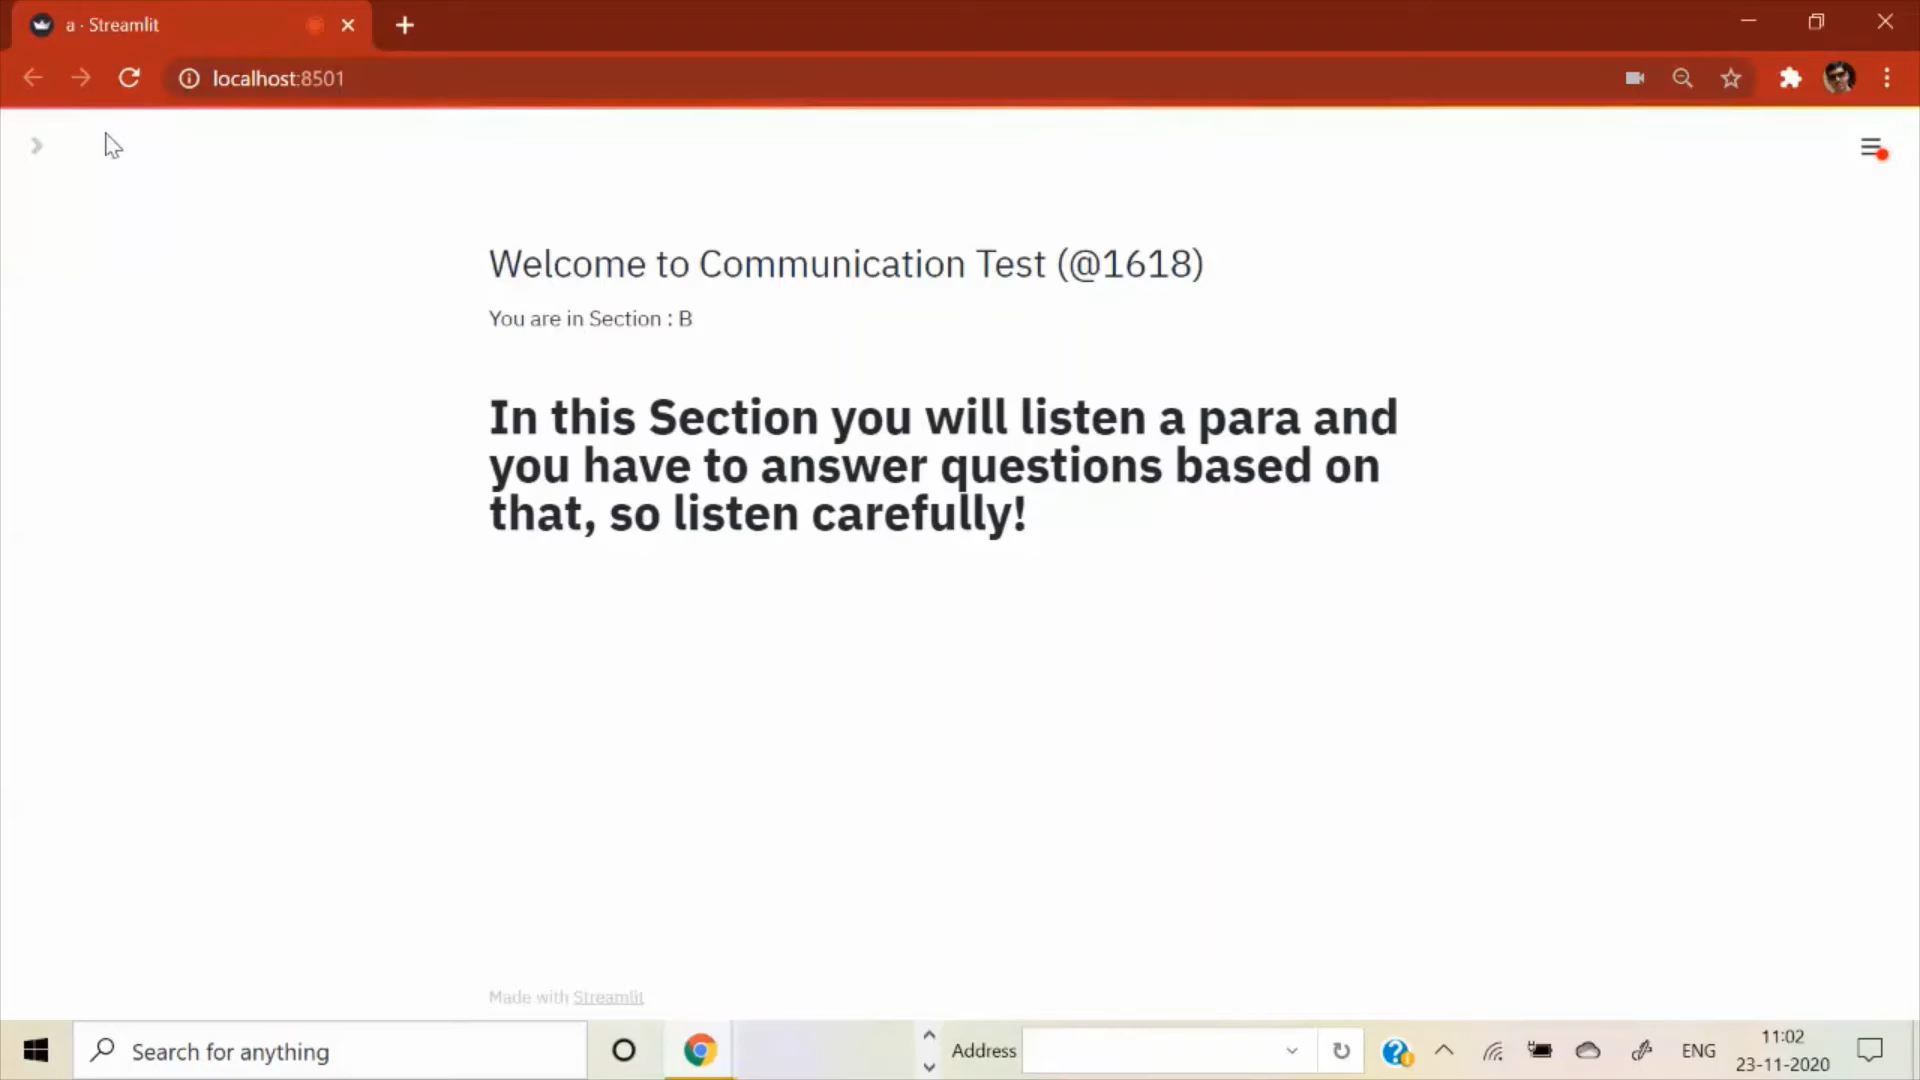 a · Streamlit
localhost:8501
Welcome to Communication Test (@1618)
You are in Section : B
In this Section you will listen a para and
you have to answer questions based on
that, so listen carefully!
Made with Streamlit
Search for anything
Address
ENG
11:02
23-11-2020